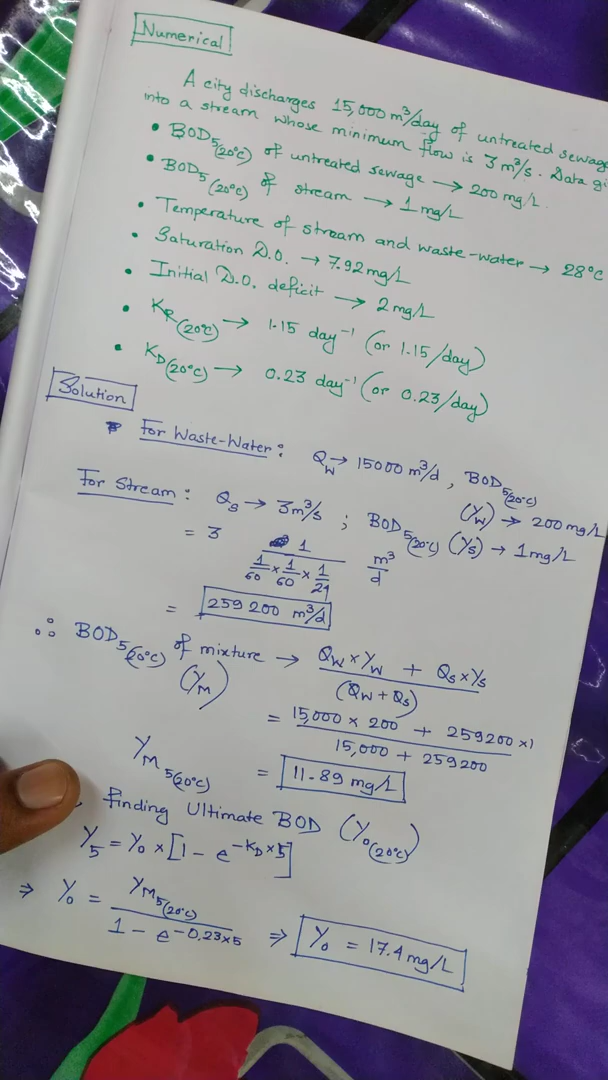 Numerical
A city discharges 15,000 m³/day of untreated sewage
into a stream whose minimum flow is 3 m³/s. Data
• BOD₅(20°C) of untreated sewage → 200 mg/L.
• BOD₅(20°C) of stream → 1 mg/L
• Temperature of stream and waste-water → 28°C
• Saturation D.O. → 7.92 mg/L
• Initial D.O. deficit → 2 mg/L
• KR(20°C) → 1.15 day⁻¹ (or 1.15/day)
• KD(20°C) → 0.23 day⁻¹ (or 0.23/day)
Solution
For Waste-Water: QW → 15000 m³/d, BOD₅(20°C)
(YW) → 200 mg/L
For Stream: QS → 3 m³/s ; BOD₅(20°C) (YS) → 1 mg/L
= 3 1 / (1/60 × 1/60 × 1/24) m³/d
= 259200 m³/d
∴ BOD₅(20°C) of mixture → (QW × YW + QS × YS) / (QW + QS)
(YM)
= (15,000 × 200 + 259200 × 1) / (15,000 + 259200)
YM5(20°C) = 11.89 mg/L
Finding Ultimate BOD (Y₀(20°C))
Y₅ = Y₀ × [1 - e^(-KD × 5)]
⇒ Y₀ = YM5(20°C) / (1 - e^(-0.23×5)) ⇒ Y₀ = 17.4 mg/L